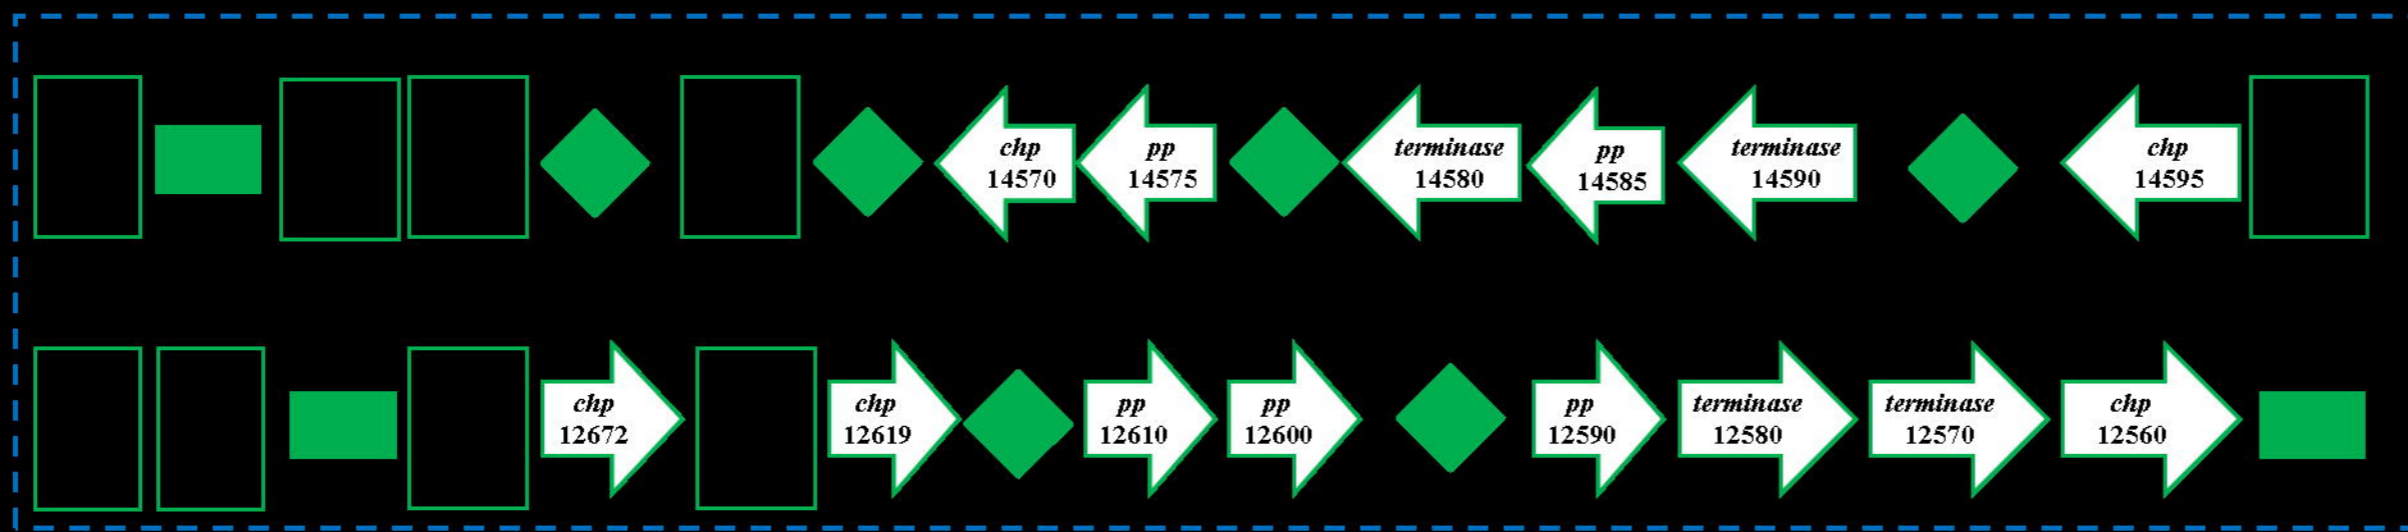 chp
14570
pp
14575
terminase
14580
pp
14585
terminase
14590
chp
14595
chp
12672
chp
12619
pp
12610
pp
12600
pp
12590
terminase
12580
terminase
12570
chp
12560